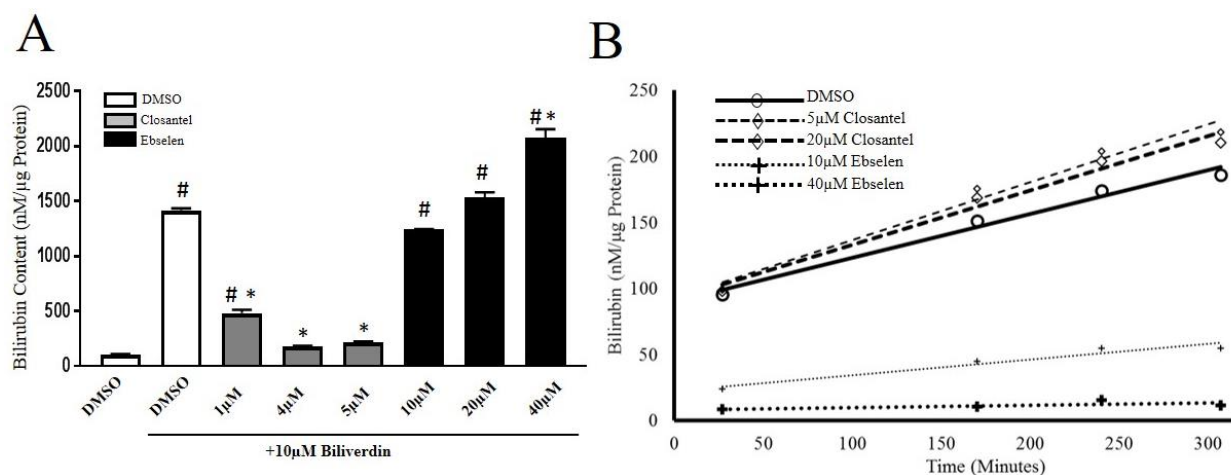 A
Bilirubin Content (nM/µg Protein)
2500
2000
1500
1000
500
0
DMSO
Closantel
Ebselen
#
# *
*
*
#
#
# *
DMSO
DMSO
1µM
4µM
5µM
10µM
20µM
40µM
+10µM Biliverdin
B
Bilirubin (nM/µg Protein)
250
200
150
100
50
0
DMSO
5µM Closantel
20µM Closantel
10µM Ebselen
40µM Ebselen
0
50
100
150
200
250
300
Time (Minutes)